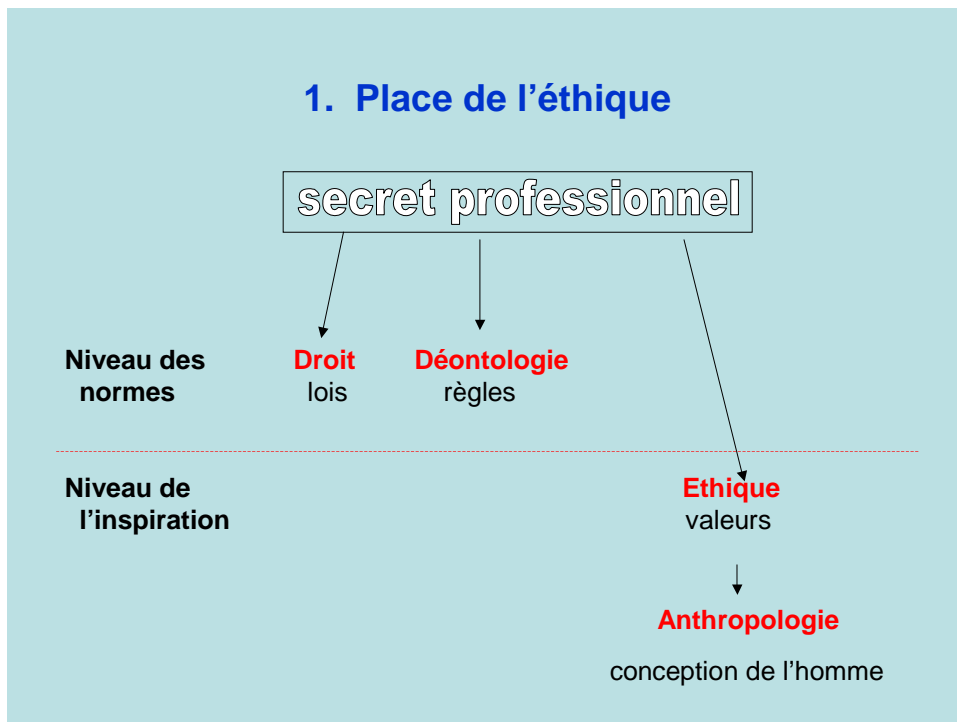 1. Place de l'éthique
secret professionnel
Niveau des Droit Déontologie
normes lois règles
Niveau de Ethique
l'inspiration valeurs
Anthropologie
conception de l'homme